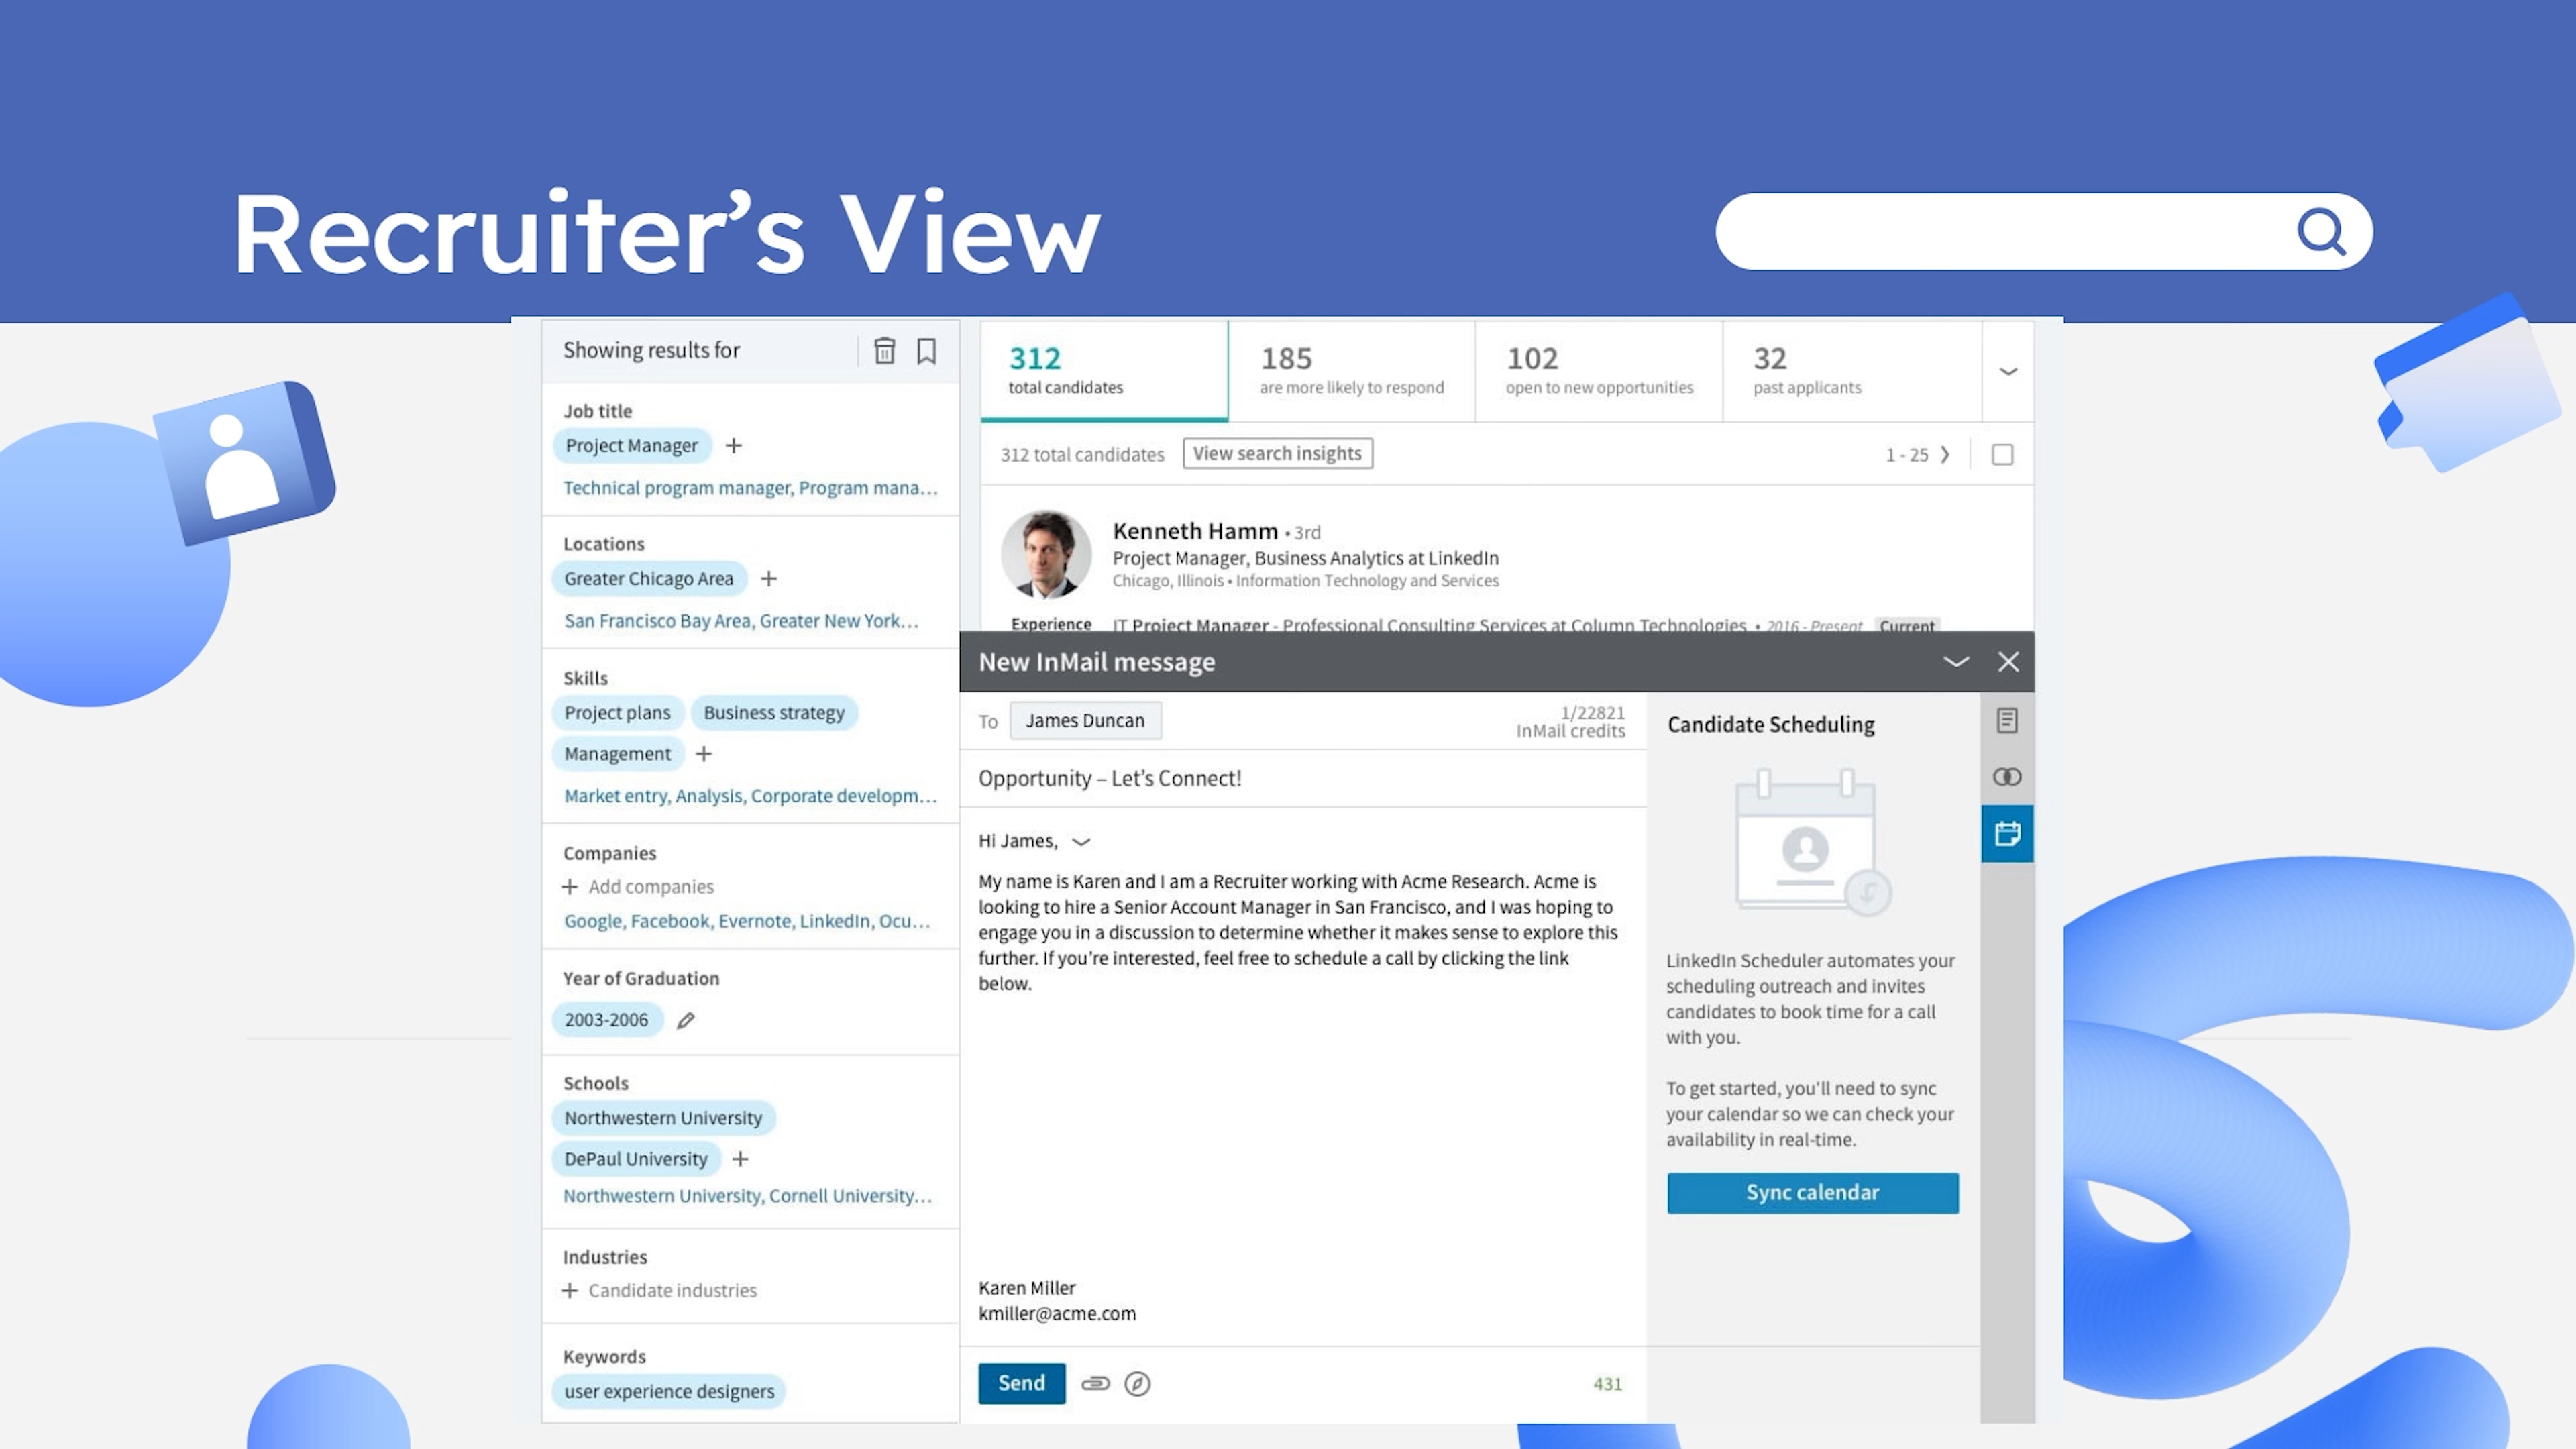 Recruiter’s View
Showing results for
Job title
Project Manager +
Technical program manager, Program mana...
Locations
Greater Chicago Area +
San Francisco Bay Area, Greater New York...
Skills
Project plans Business strategy
Management +
Market entry, Analysis, Corporate developm...
Companies
+ Add companies
Google, Facebook, Evernote, LinkedIn, Ocu...
Year of Graduation
2003-2006
Schools
Northwestern University
DePaul University +
Northwestern University, Cornell University...
Industries
+ Candidate industries
Keywords
user experience designers
312
total candidates
185
are more likely to respond
102
open to new opportunities
32
past applicants
312 total candidates View search insights 1 - 25
Kenneth Hamm • 3rd
Project Manager, Business Analytics at LinkedIn
Chicago, Illinois • Information Technology and Services
Experience IT Project Manager - Professional Consulting Services at Column Technologies • 2016 - Present Current
New InMail message
To James Duncan
1/22821
InMail credits
Opportunity – Let’s Connect!
Hi James,
My name is Karen and I am a Recruiter working with Acme Research. Acme is
looking to hire a Senior Account Manager in San Francisco, and I was hoping to
engage you in a discussion to determine whether it makes sense to explore this
further. If you’re interested, feel free to schedule a call by clicking the link
below.
Karen Miller
kmiller@acme.com
Send
431
Candidate Scheduling
LinkedIn Scheduler automates your
scheduling outreach and invites
candidates to book time for a call
with you.
To get started, you'll need to sync
your calendar so we can check your
availability in real-time.
Sync calendar